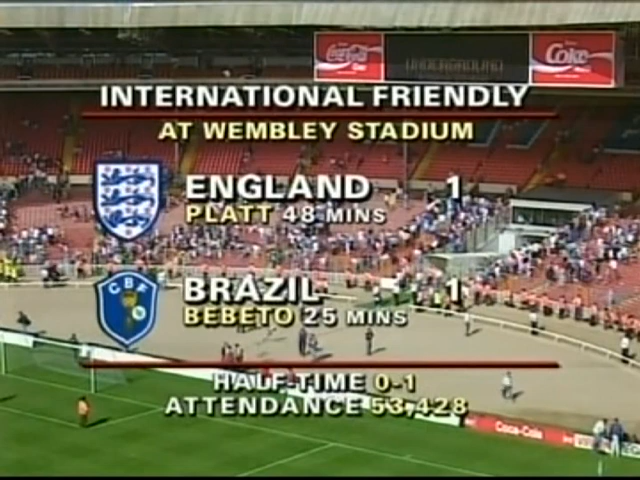 Coca-Cola
Coke
UNDERGROUND
INTERNATIONAL FRIENDLY
AT WEMBLEY STADIUM
ENGLAND 1
PLATT 48 MINS
CBF
BRAZIL 1
BEBETO 25 MINS
HALF-TIME 0-1
ATTENDANCE 53,428
Coca-Cola